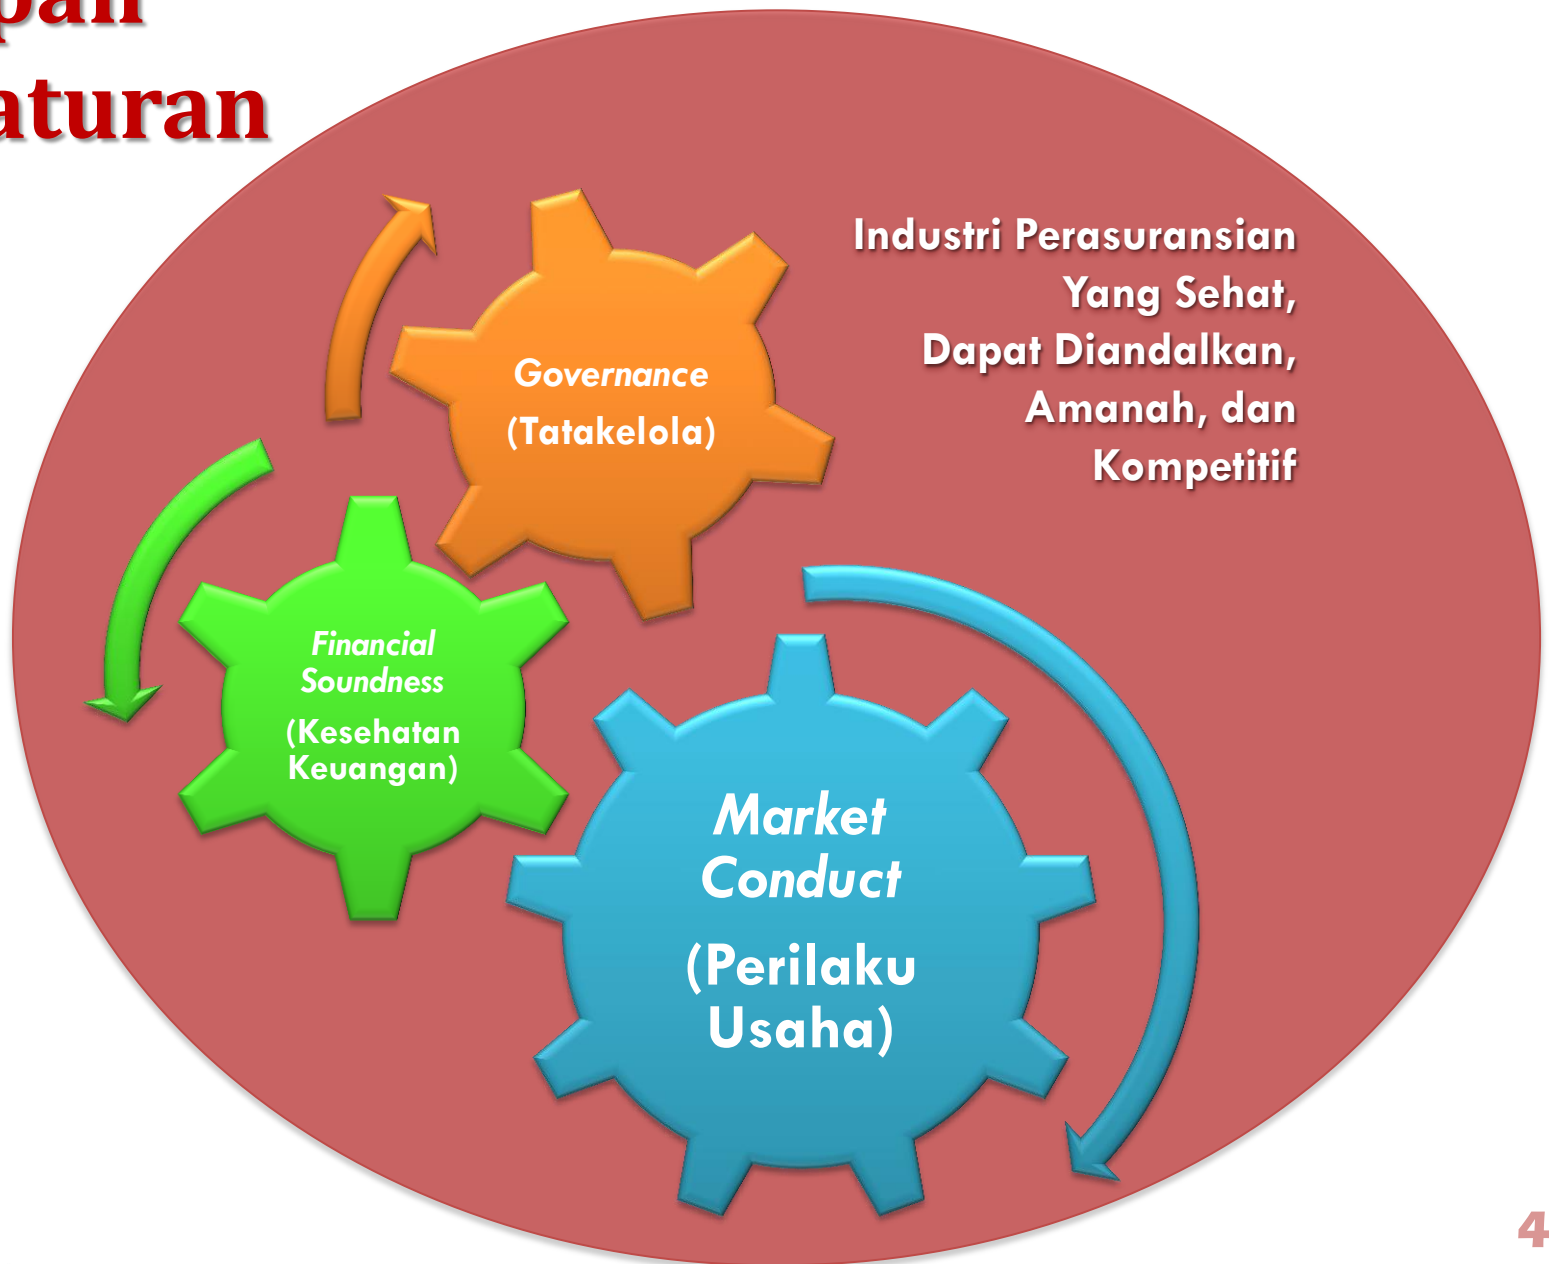 aturan
Industri Perasuransian
Yang Sehat,
Dapat Diandalkan,
Amanah, dan
Kompetitif
Governance
(Tatakelola)
Financial
Soundness
(Kesehatan
Keuangan)
Market
Conduct
(Perilaku
Usaha)
4